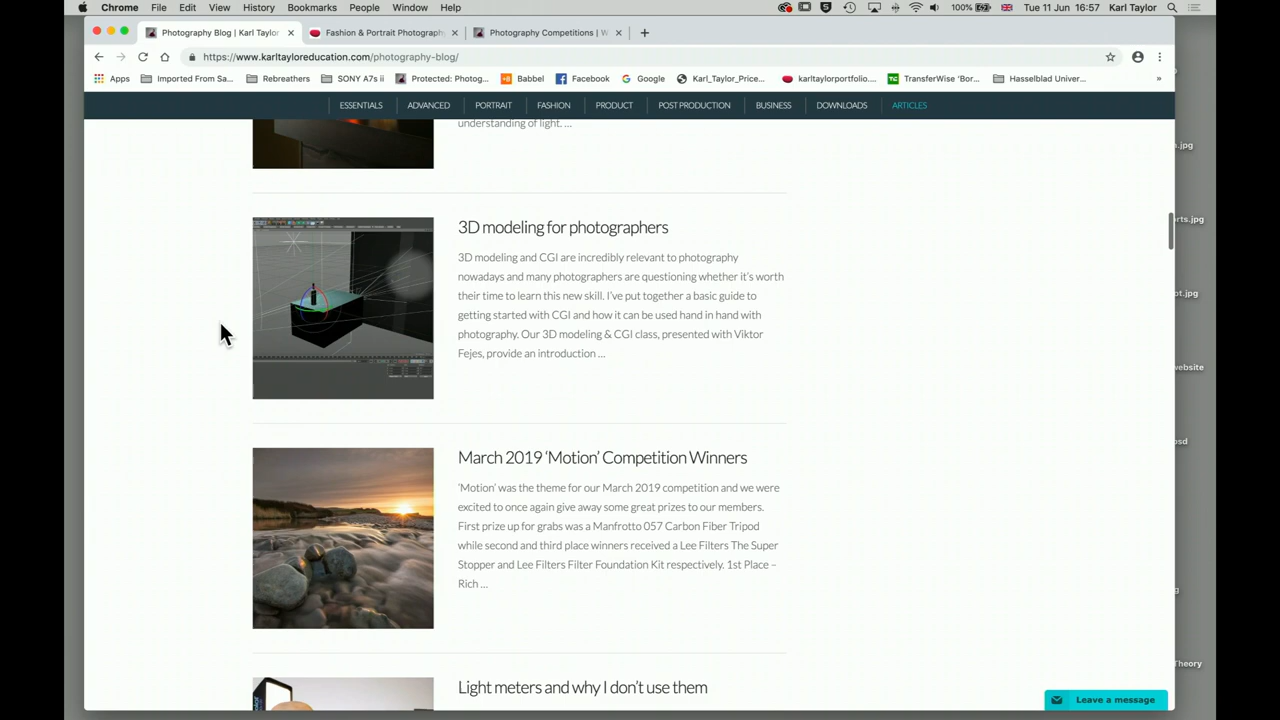 Chrome File Edit View History Bookmarks People Window Help 100% Tue 11 Jun 16:57 Karl Taylor
Photography Blog | Karl Taylor Fashion & Portrait Photography Photography Competitions | W
https://www.karltayloreducation.com/photography-blog/
Apps Imported From Sa... Rebreathers SONY A7s ii Protected: Photog... Babbel Facebook Google Karl_Taylor_Price... karltaylorportfolio.... TransferWise ‘Bor... Hasselblad Univer... »
ESSENTIALS ADVANCED PORTRAIT FASHION PRODUCT POST PRODUCTION BUSINESS DOWNLOADS ARTICLES
understanding of light. ...
3D modeling for photographers
3D modeling and CGI are incredibly relevant to photography
nowadays and many photographers are questioning whether it’s worth
their time to learn this new skill. I’ve put together a basic guide to
getting started with CGI and how it can be used hand in hand with
photography. Our 3D modeling & CGI class, presented with Viktor
Fejes, provide an introduction ...
March 2019 ‘Motion’ Competition Winners
‘Motion’ was the theme for our March 2019 competition and we were
excited to once again give away some great prizes to our members.
First prize up for grabs was a Manfrotto 057 Carbon Fiber Tripod
while second and third place winners received a Lee Filters The Super
Stopper and Lee Filters Filter Foundation Kit respectively. 1st Place –
Rich ...
Light meters and why I don’t use them
Leave a message
.jpg
rts.jpg
ot.jpg
website
osd
Theory